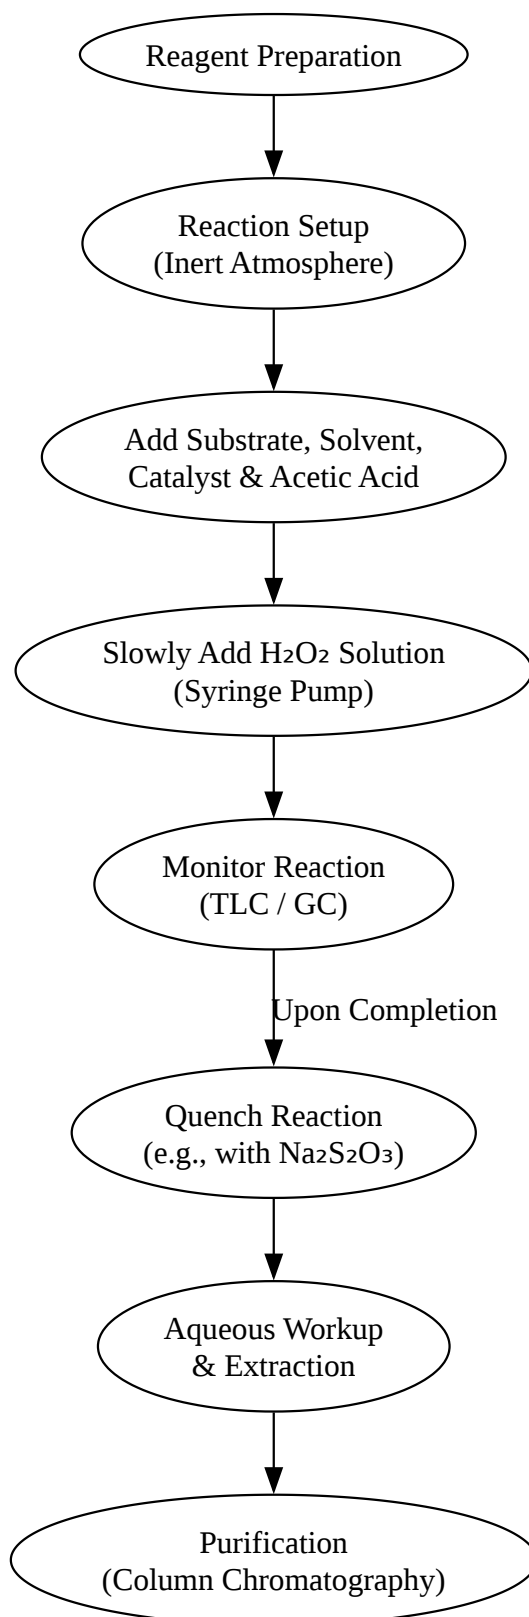 Reagent Preparation
Reaction Setup
(Inert Atmosphere)
Add Substrate, Solvent,
Catalyst & Acetic Acid
Slowly Add H₂O₂ Solution
(Syringe Pump)
Monitor Reaction
(TLC / GC)
Upon Completion
Quench Reaction
(e.g., with Na₂S₂O₃)
Aqueous Workup
& Extraction
Purification
(Column Chromatography)